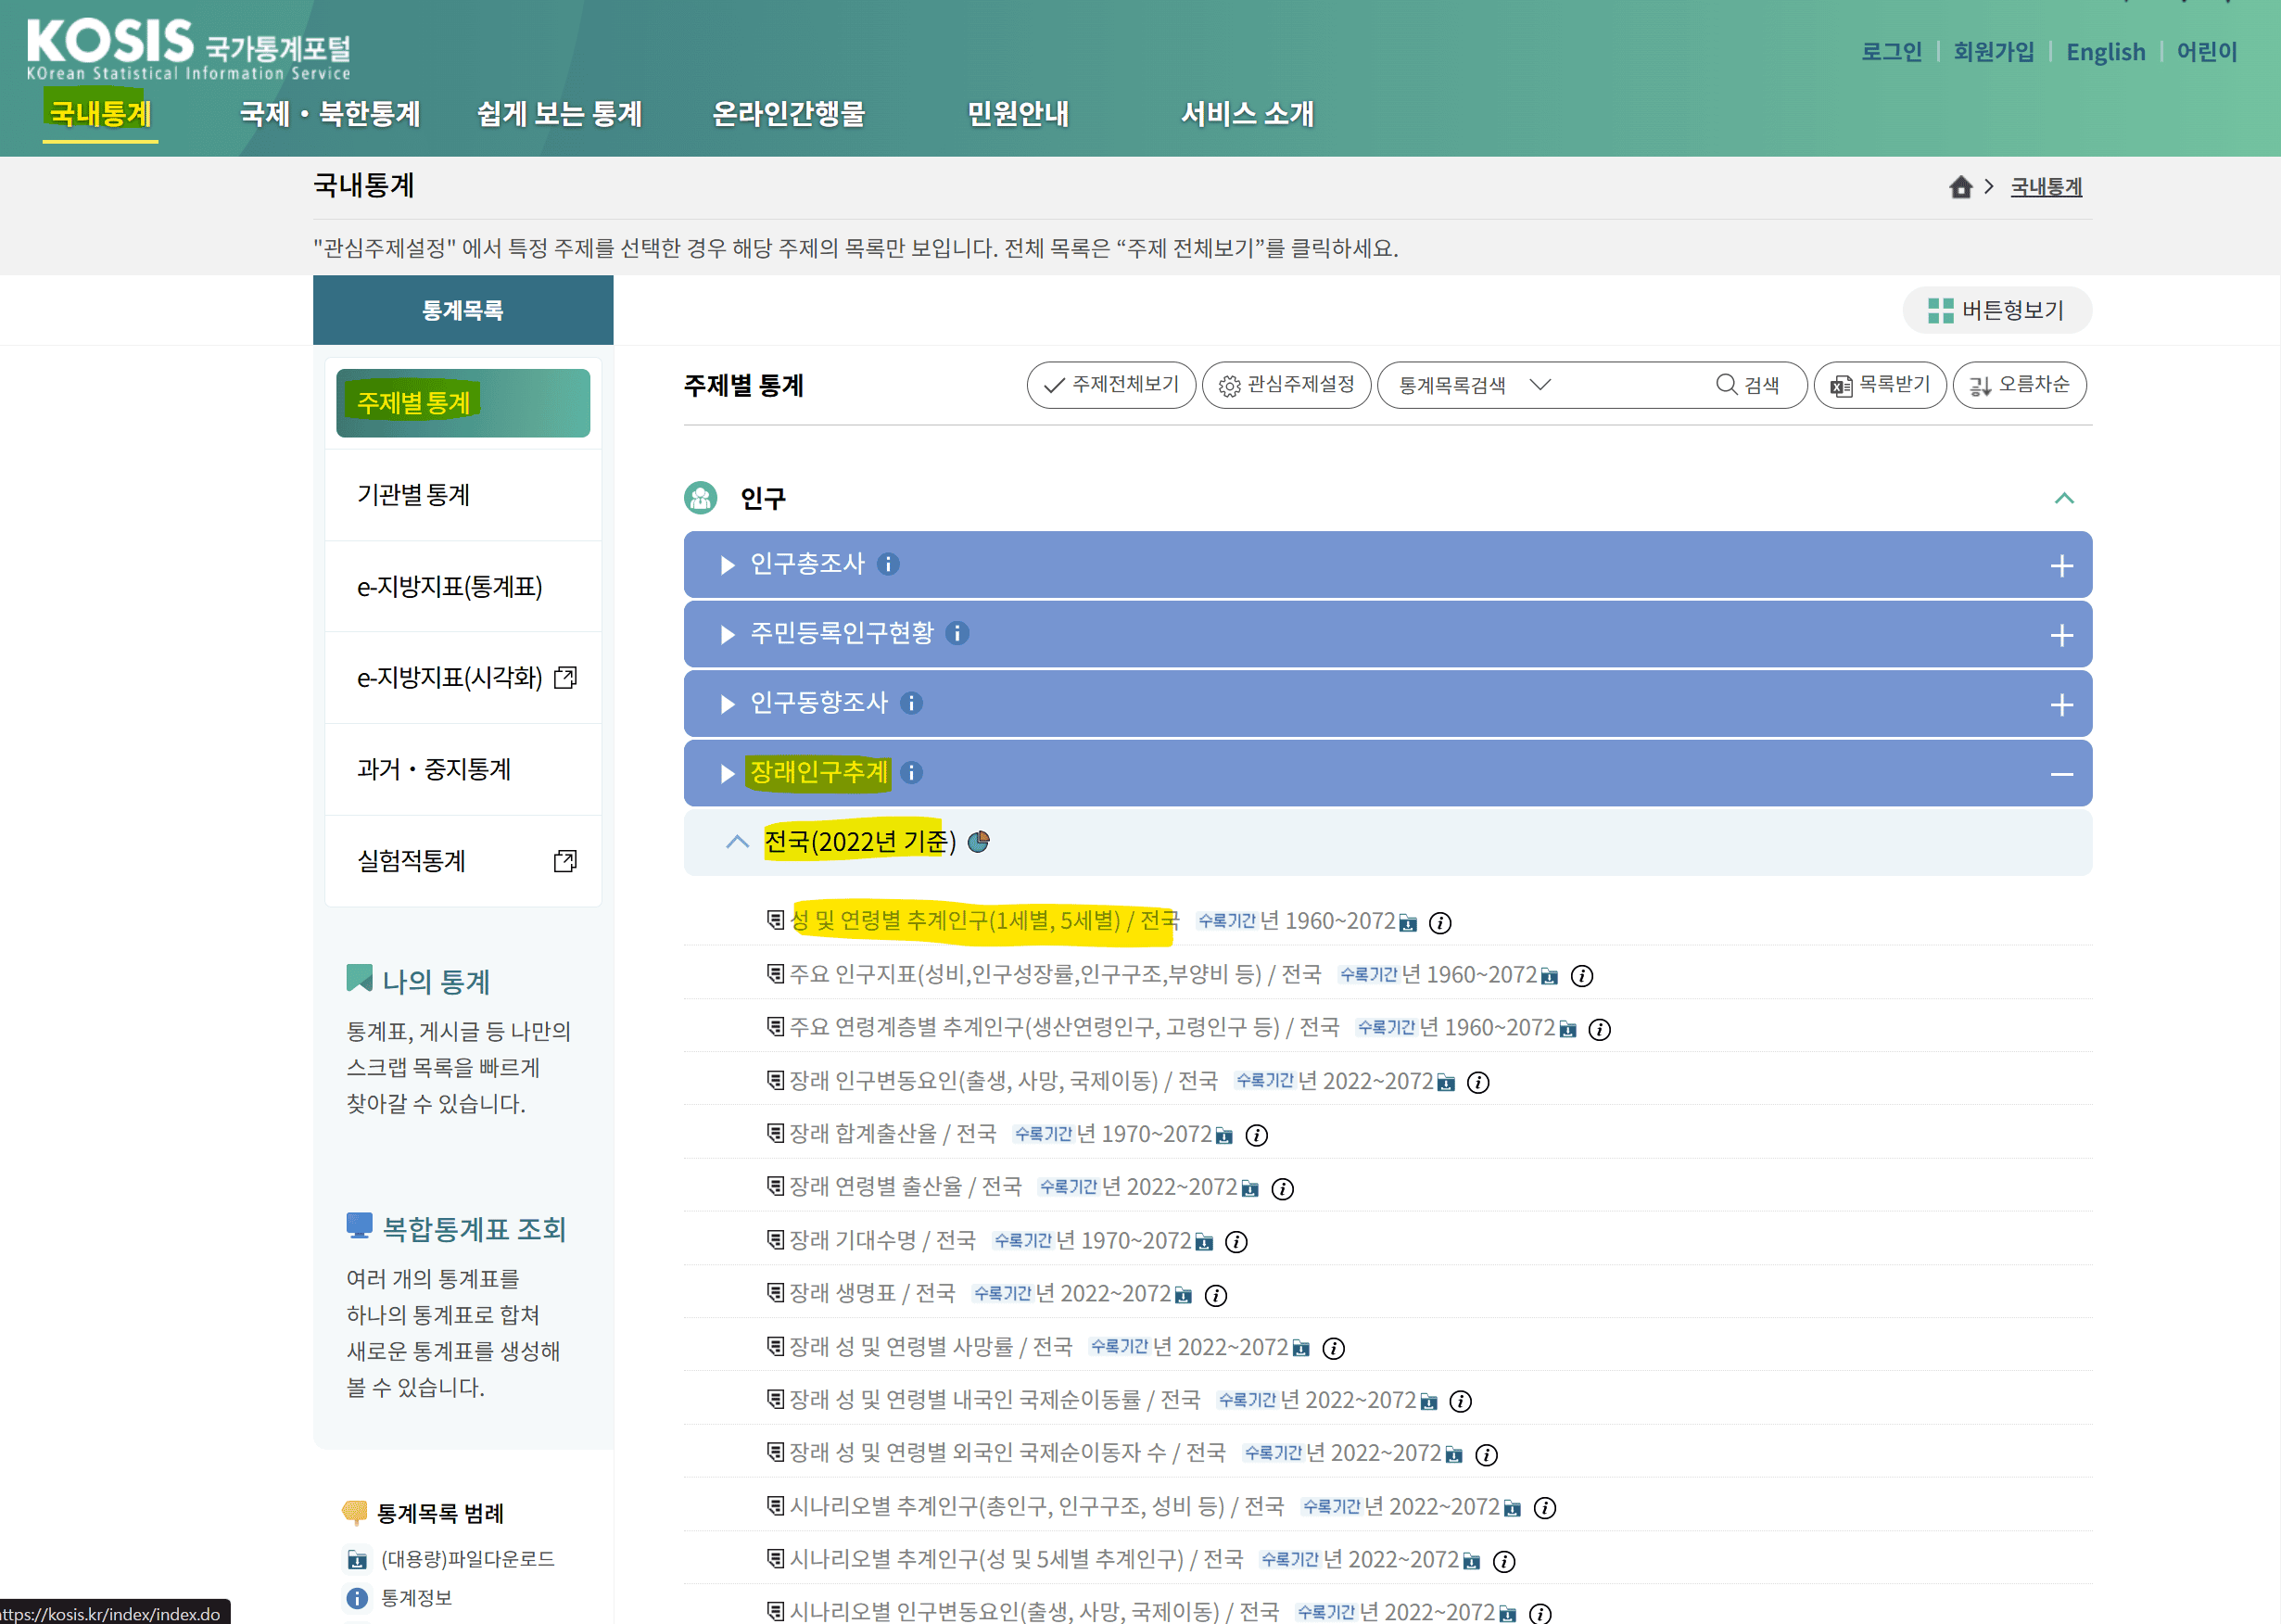 KOSIS 국가통계포털
KOrean Statistical Information Service
로그인 회원가입 English 어린이
국내통계 국제・북한통계 쉽게 보는 통계 온라인간행물 민원안내 서비스 소개
국내통계
국내통계
"관심주제설정" 에서 특정 주제를 선택한 경우 해당 주제의 목록만 보입니다. 전체 목록은 “주제 전체보기”를 클릭하세요.
통계목록
버튼형보기
주제별 통계
기관별 통계
e-지방지표(통계표)
e-지방지표(시각화)
과거・중지통계
실험적통계
나의 통계
통계표, 게시글 등 나만의
스크랩 목록을 빠르게
찾아갈 수 있습니다.
복합통계표 조회
여러 개의 통계표를
하나의 통계표로 합쳐
새로운 통계표를 생성해
볼 수 있습니다.
통계목록 범례
(대용량)파일다운로드
통계정보
주제별 통계 주제전체보기 관심주제설정 통계목록검색 검색 목록받기 오름차순
인구
인구총조사
주민등록인구현황
인구동향조사
장래인구추계
전국(2022년 기준)
성 및 연령별 추계인구(1세별, 5세별) / 전국 수록기간 년 1960~2072
주요 인구지표(성비,인구성장률,인구구조,부양비 등) / 전국 수록기간 년 1960~2072
주요 연령계층별 추계인구(생산연령인구, 고령인구 등) / 전국 수록기간 년 1960~2072
장래 인구변동요인(출생, 사망, 국제이동) / 전국 수록기간 년 2022~2072
장래 합계출산율 / 전국 수록기간 년 1970~2072
장래 연령별 출산율 / 전국 수록기간 년 2022~2072
장래 기대수명 / 전국 수록기간 년 1970~2072
장래 생명표 / 전국 수록기간 년 2022~2072
장래 성 및 연령별 사망률 / 전국 수록기간 년 2022~2072
장래 성 및 연령별 내국인 국제순이동률 / 전국 수록기간 년 2022~2072
장래 성 및 연령별 외국인 국제순이동자 수 / 전국 수록기간 년 2022~2072
시나리오별 추계인구(총인구, 인구구조, 성비 등) / 전국 수록기간 년 2022~2072
시나리오별 추계인구(성 및 5세별 추계인구) / 전국 수록기간 년 2022~2072
시나리오별 인구변동요인(출생, 사망, 국제이동) / 전국 수록기간 년 2022~2072
ttps://kosis.kr/index/index.do